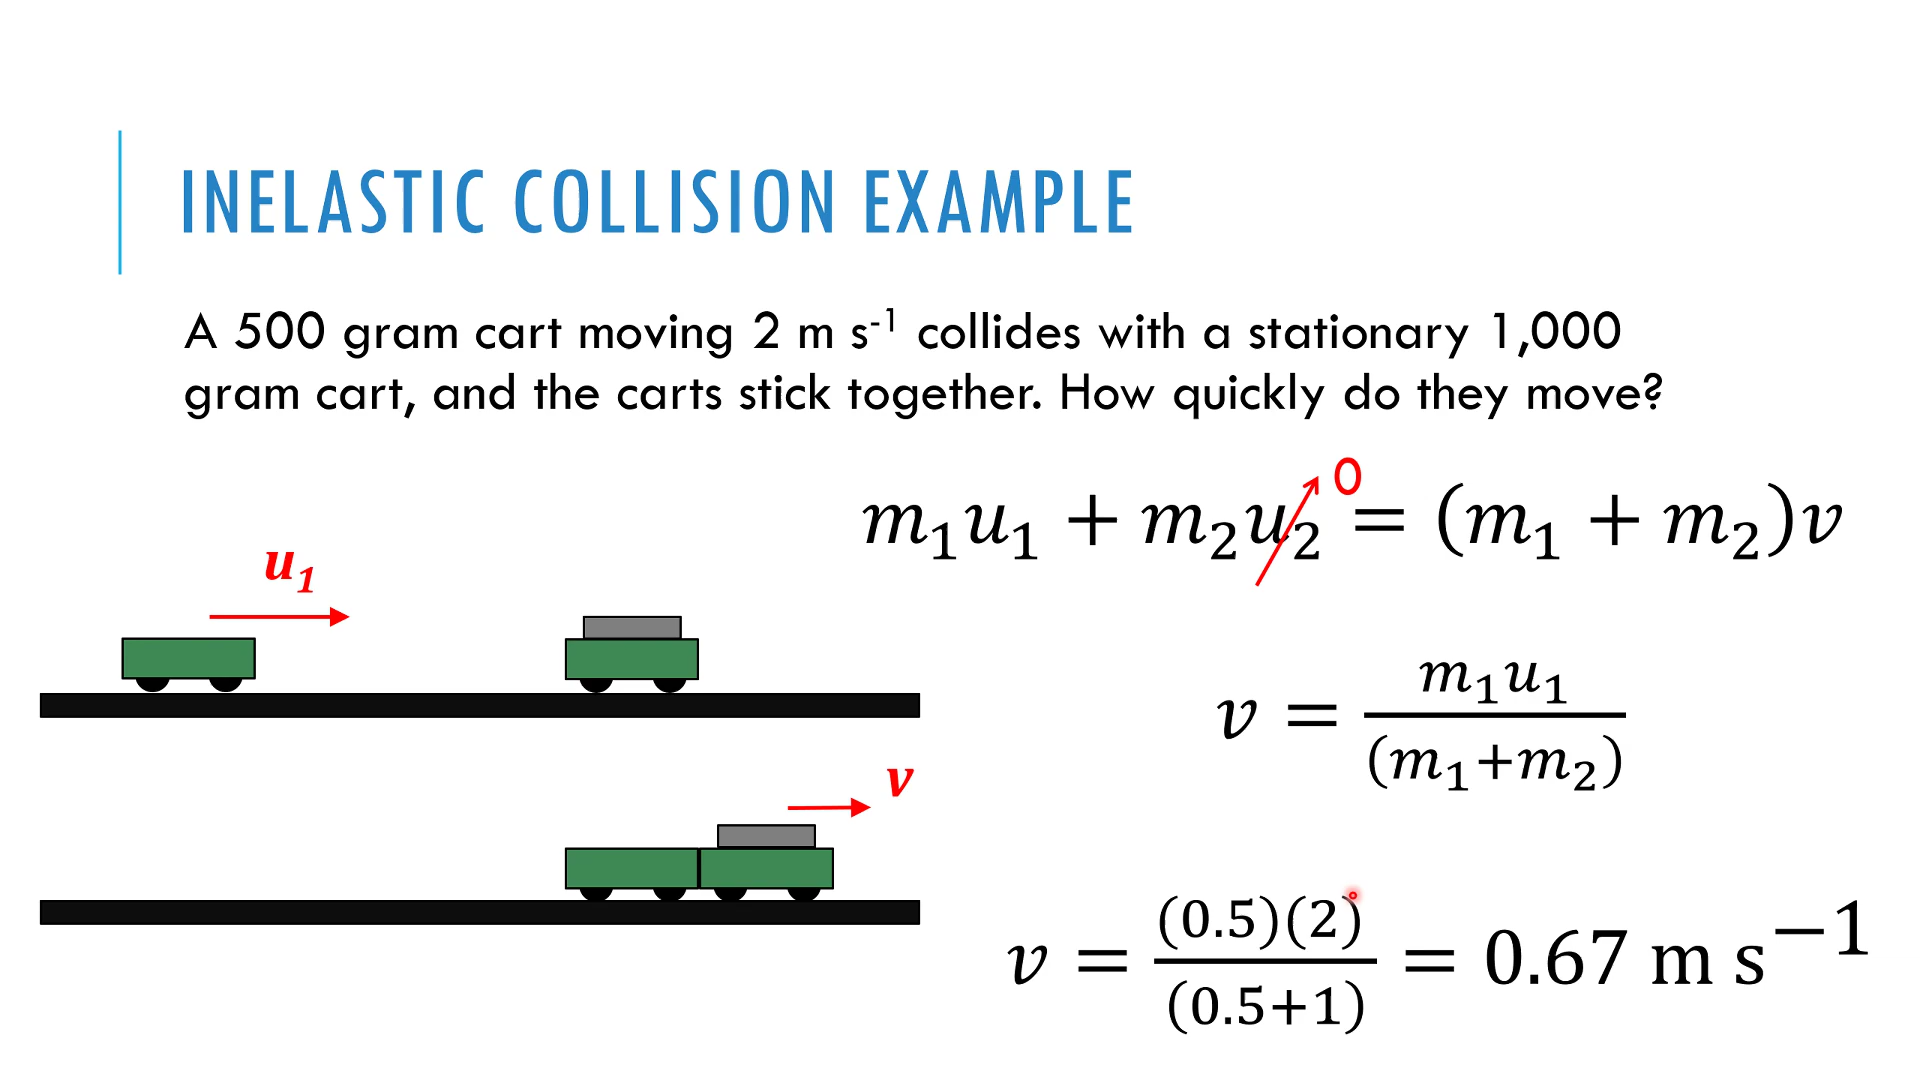 INELASTIC COLLISION EXAMPLE
A 500 gram cart moving 2 m s⁻¹ collides with a stationary 1,000
gram cart, and the carts stick together. How quickly do they move?
0
m₁u₁ + m₂u₂ = (m₁ + m₂)v
u₁
v = m₁u₁ / (m₁+m₂)
v
v = (0.5)(2) / (0.5+1) = 0.67 m s⁻¹